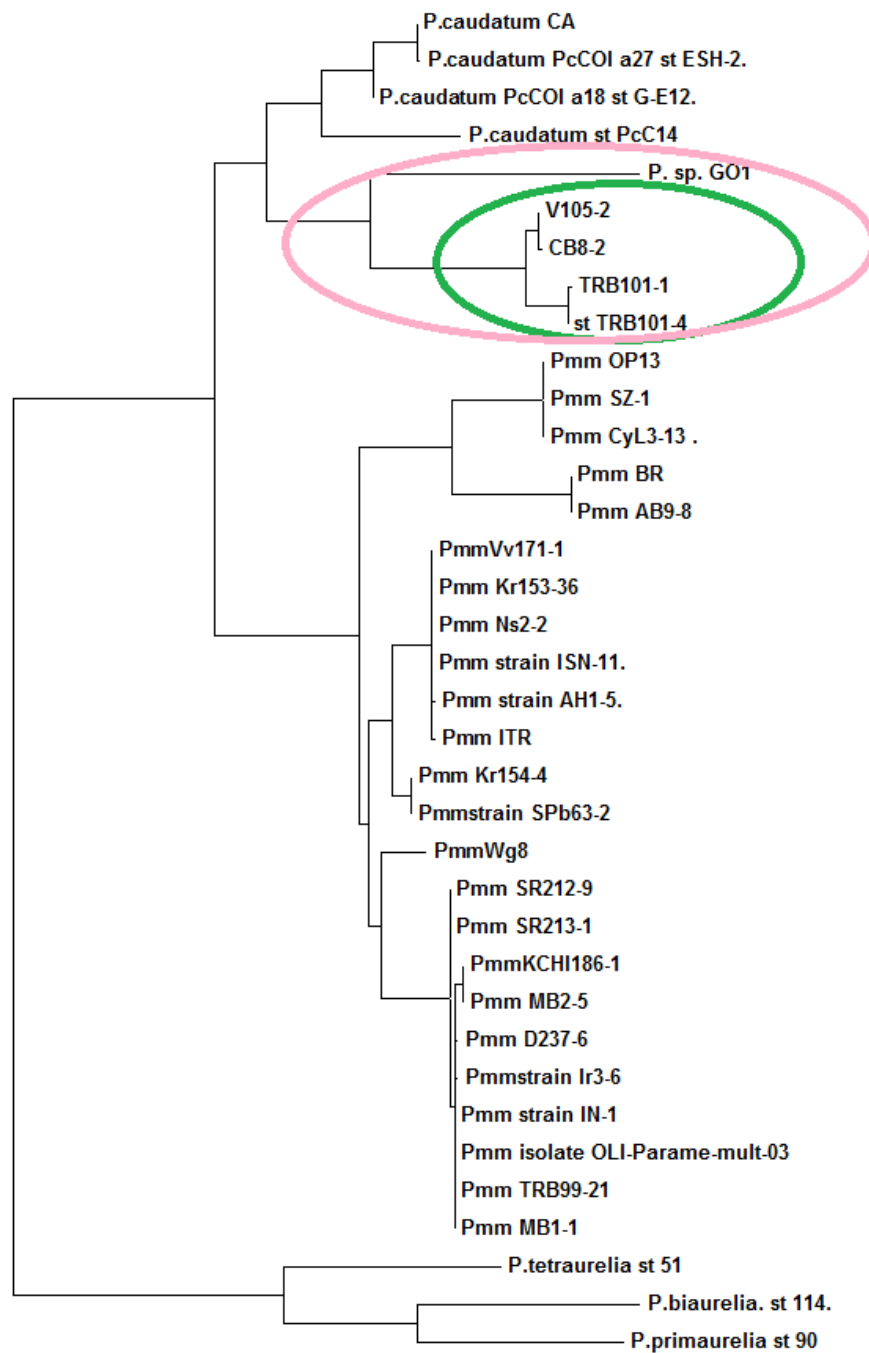 P.caudatum CA
P.caudatum PcCOI a27 st ESH-2.
P.caudatum PcCOI a18 st G-E12.
P.caudatum st PcC14
P. sp. GO1
V105-2
CB8-2
TRB101-1
st TRB101-4
Pmm OP13
Pmm SZ-1
Pmm CyL3-13 .
Pmm BR
Pmm AB9-8
PmmVv171-1
Pmm Kr153-36
Pmm Ns2-2
Pmm strain ISN-11.
Pmm strain AH1-5.
Pmm ITR
Pmm Kr154-4
Pmmstrain SPb63-2
PmmWg8
Pmm SR212-9
Pmm SR213-1
PmmKCHI186-1
Pmm MB2-5
Pmm D237-6
Pmmstrain Ir3-6
Pmm strain IN-1
Pmm isolate OLI-Parame-mult-03
Pmm TRB99-21
Pmm MB1-1
P.tetraurelia st 51
P.biaurelia. st 114.
P.primaurelia st 90